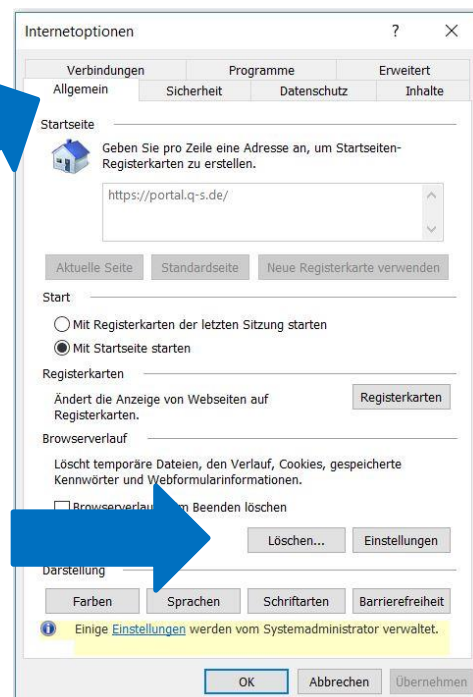 Internetoptionen ? ×
Verbindungen Programme Erweitert
Allgemein Sicherheit Datenschutz Inhalte
Startseite
Geben Sie pro Zeile eine Adresse an, um Startseiten-
Registerkarten zu erstellen.
https://portal.q-s.de/
Aktuelle Seite Standardseite Neue Registerkarte verwenden
Start
Mit Registerkarten der letzten Sitzung starten
Mit Startseite starten
Registerkarten
Ändert die Anzeige von Webseiten auf
Registerkarten.
Registerkarten
Browserverlauf
Löscht temporäre Dateien, den Verlauf, Cookies, gespeicherte
Kennwörter und Webformularinformationen.
Beenden löschen
Löschen... Einstellungen
Darstellung
Farben Sprachen Schriftarten Barrierefreiheit
Einige Einstellungen werden vom Systemadministrator verwaltet.
OK Abbrechen Übernehmen